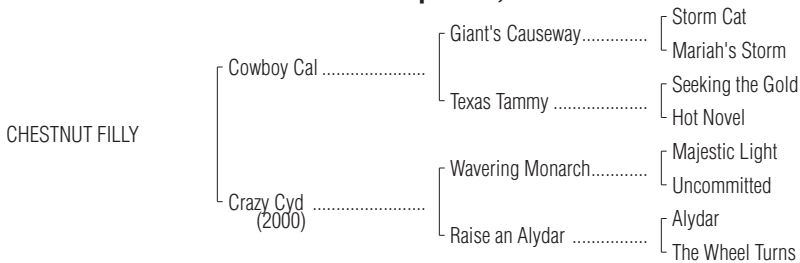 Storm Cat
Giant's Causeway..............
Mariah's Storm
Cowboy Cal ......................
Seeking the Gold
Texas Tammy ....................
Hot Novel
CHESTNUT FILLY
Majestic Light
Wavering Monarch............
Uncommitted
Crazy Cyd ........................
(2000)
Alydar
Raise an Alydar ................
The Wheel Turns